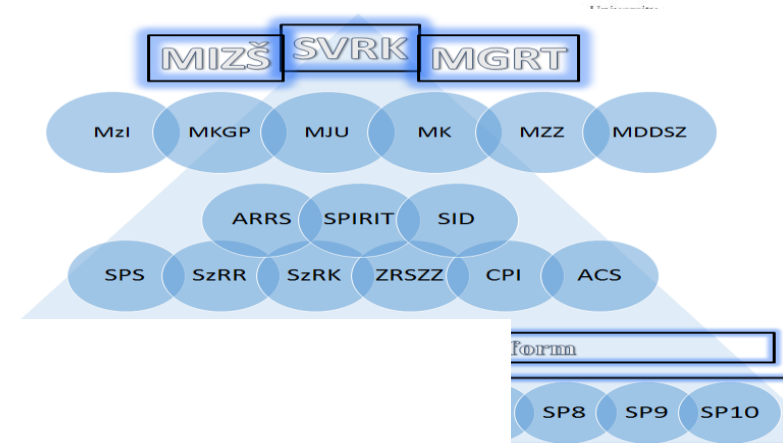 MIZŠ SVRK MGRT
MzI MKGP MJU MK MZZ MDDSZ
ARRS SPIRIT SID
SPS SzRR SzRK ZRSZZ CPI ACS
form
SP8 SP9 SP10